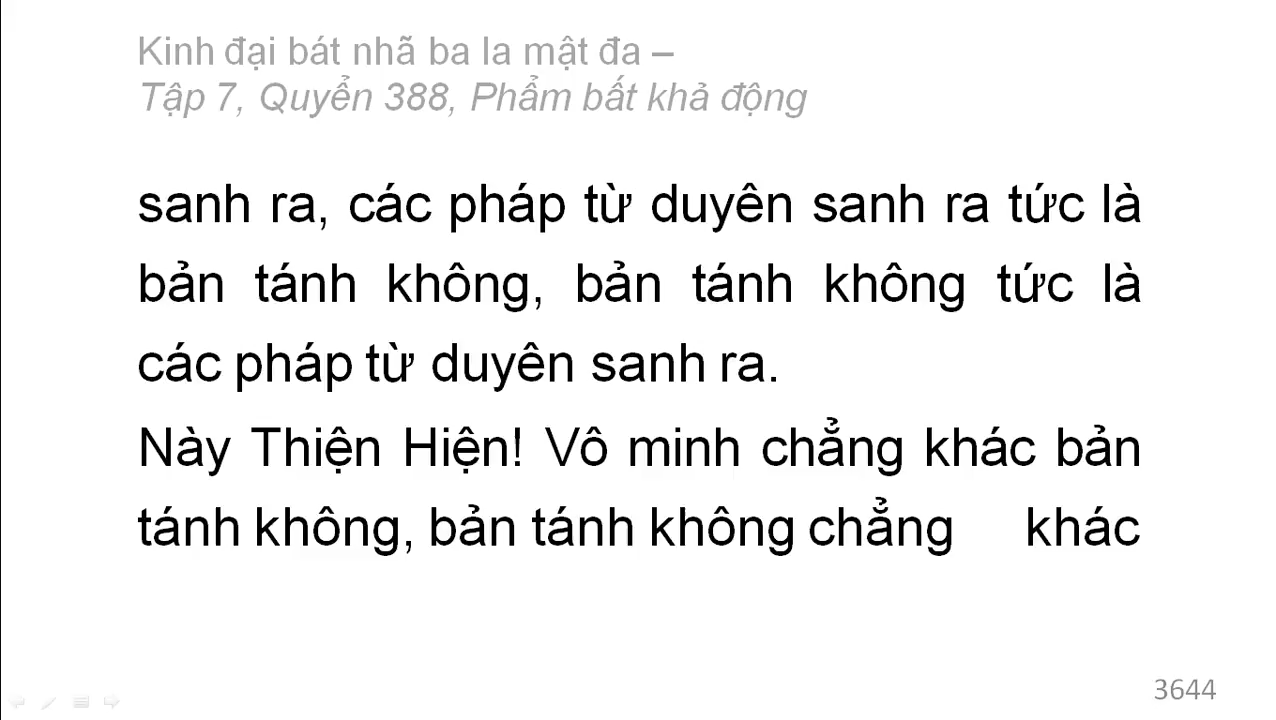 Kinh đại bát nhã ba la mật đa –
Tập 7, Quyển 388, Phẩm bất khả động
sanh ra, các pháp từ duyên sanh ra tức là
bản tánh không, bản tánh không tức là
các pháp từ duyên sanh ra.
Này Thiện Hiện! Vô minh chẳng khác bản
tánh không, bản tánh không chẳng khác
3644